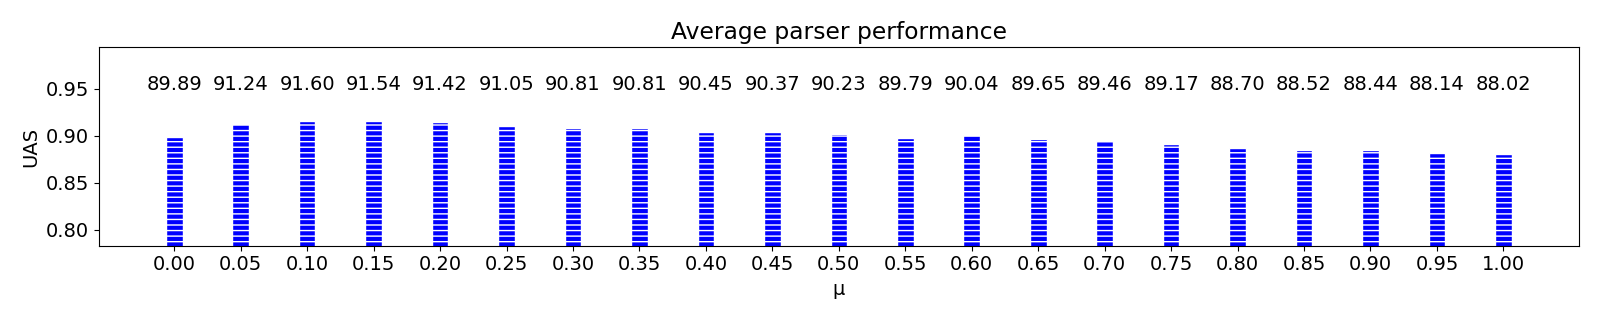 Average parser performance
89.89 91.24 91.60 91.54 91.42 91.05 90.81 90.81 90.45 90.37 90.23 89.79 90.04 89.65 89.46 89.17 88.70 88.52 88.44 88.14 88.02
0.95
0.90
0.85
0.80
UAS
0.00 0.05 0.10 0.15 0.20 0.25 0.30 0.35 0.40 0.45 0.50 0.55 0.60 0.65 0.70 0.75 0.80 0.85 0.90 0.95 1.00
μ